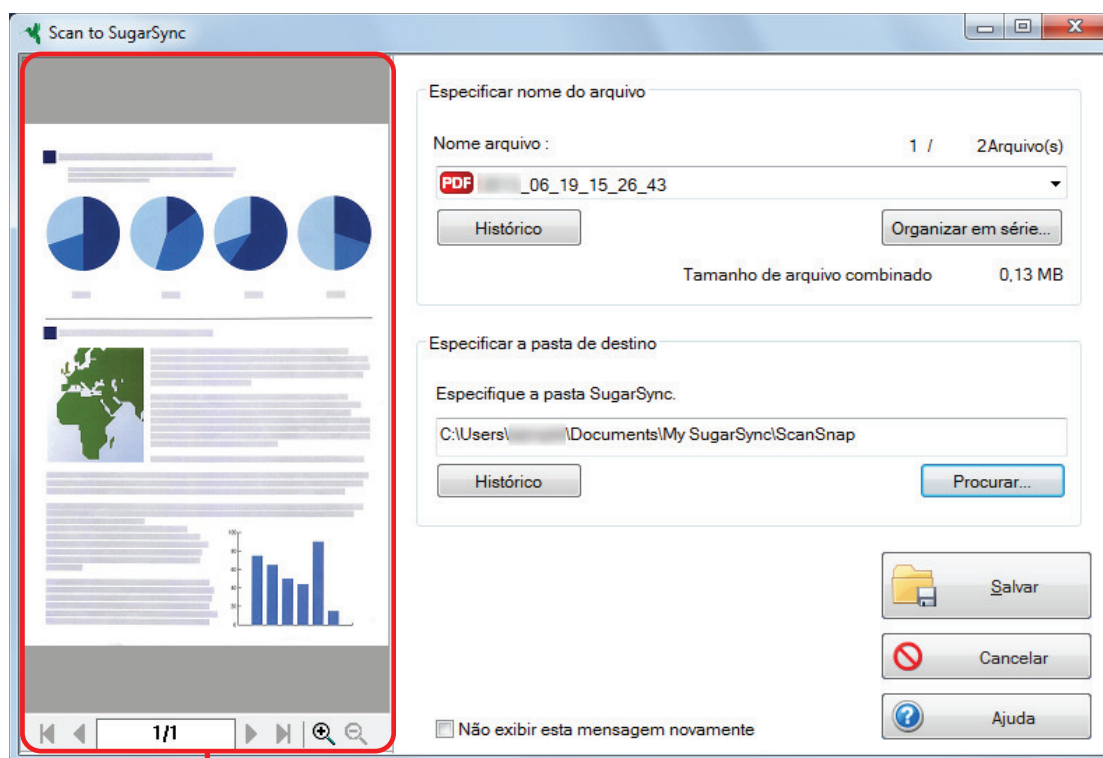 Scan to SugarSync
Especificar nome do arquivo
Nome arquivo :
1 / 2Arquivo(s)
PDF _06_19_15_26_43
Histórico
Organizar em série...
Tamanho de arquivo combinado 0,13 MB
Especificar a pasta de destino
Especifique a pasta SugarSync.
C:\Users\ \Documents\My SugarSync\ScanSnap
Histórico
Procurar...
Salvar
Cancelar
Ajuda
1/1
Não exibir esta mensagem novamente